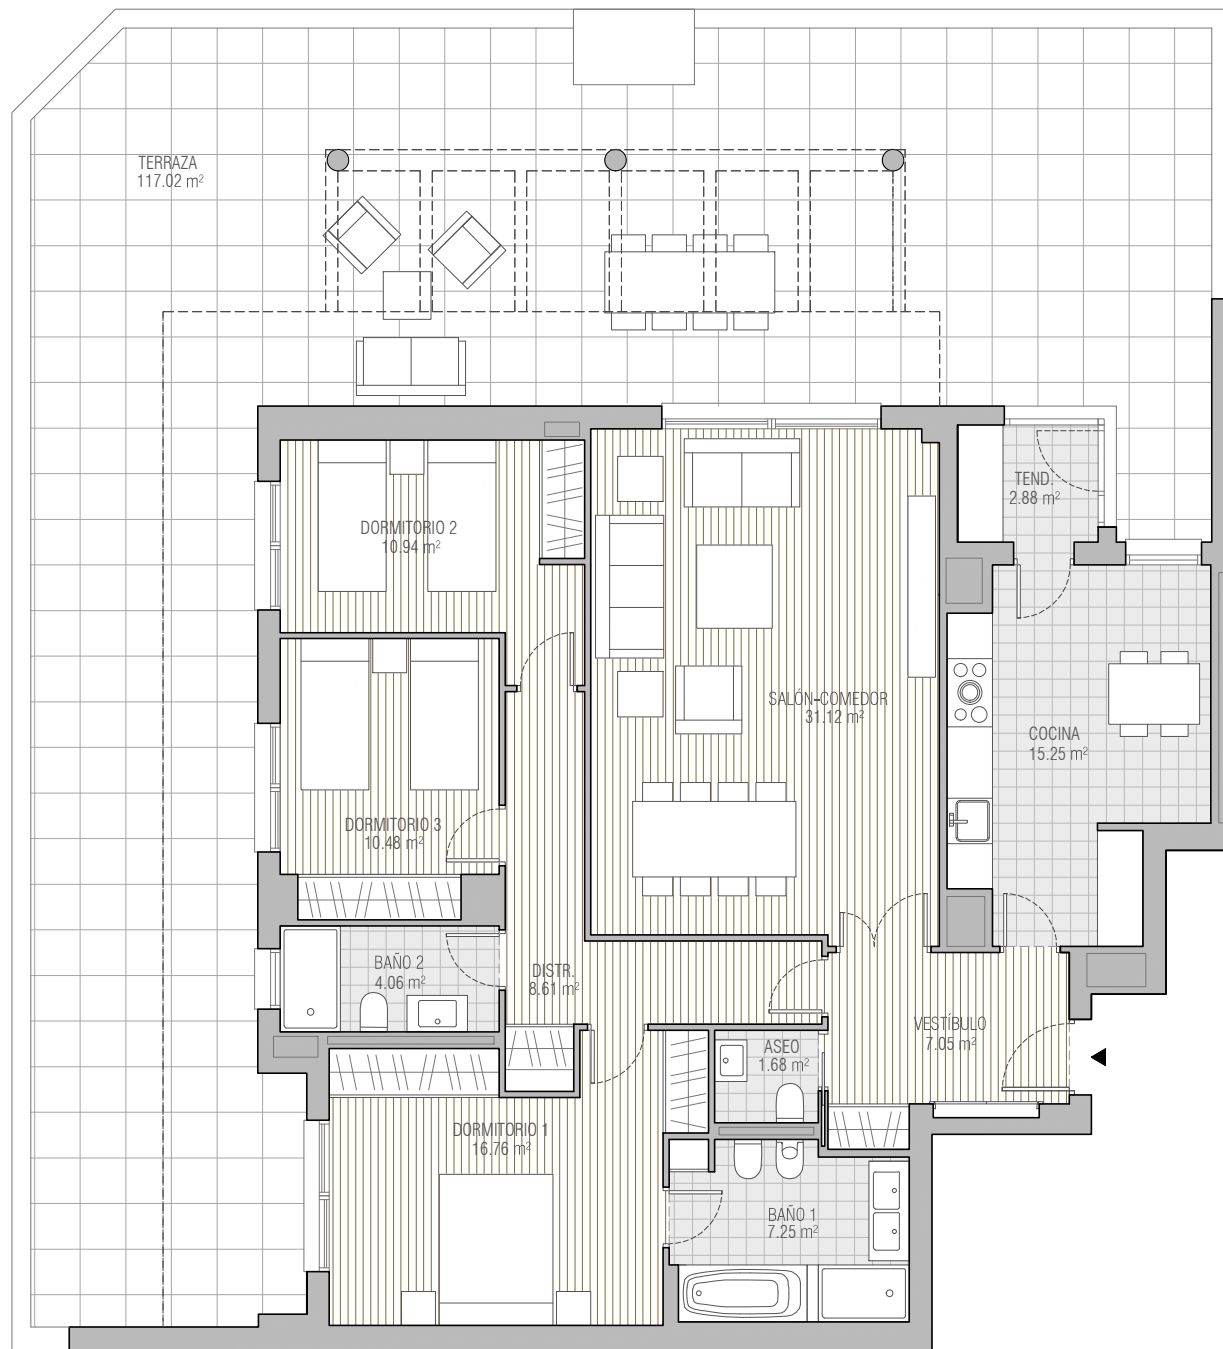 TERRAZA
117.02 m²
TEND.
2.88 m²
DORMITORIO 2
10.94 m²
SALÓN-COMEDOR
31.12 m²
COCINA
15.25 m²
DORMITORIO 3
10.48 m²
BAÑO 2
4.06 m²
DISTR.
8.61 m²
VESTÍBULO
7.05 m²
ASEO
1.68 m²
DORMITORIO 1
16.76 m²
BAÑO 1
7.25 m²